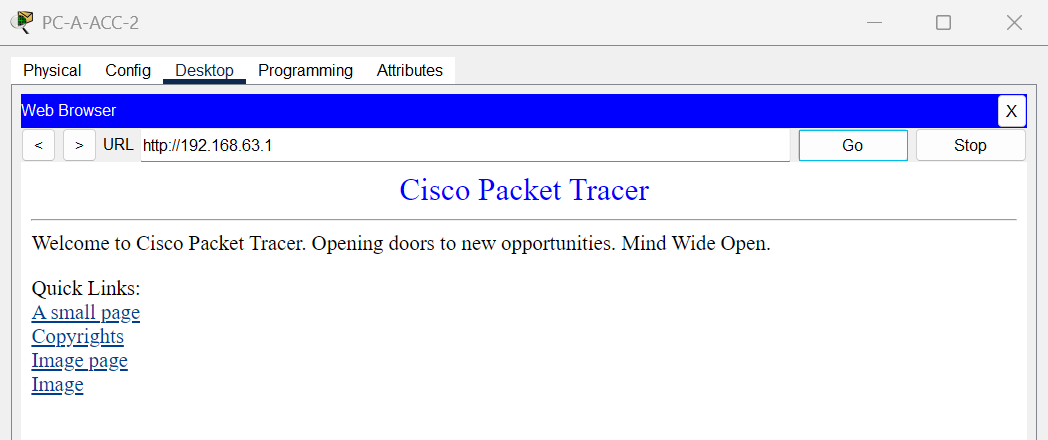 PC-A-ACC-2
Physical Config Desktop Programming Attributes
Web Browser X
< > URL http://192.168.63.1 Go Stop
Cisco Packet Tracer
Welcome to Cisco Packet Tracer. Opening doors to new opportunities. Mind Wide Open.
Quick Links:
A small page
Copyrights
Image page
Image